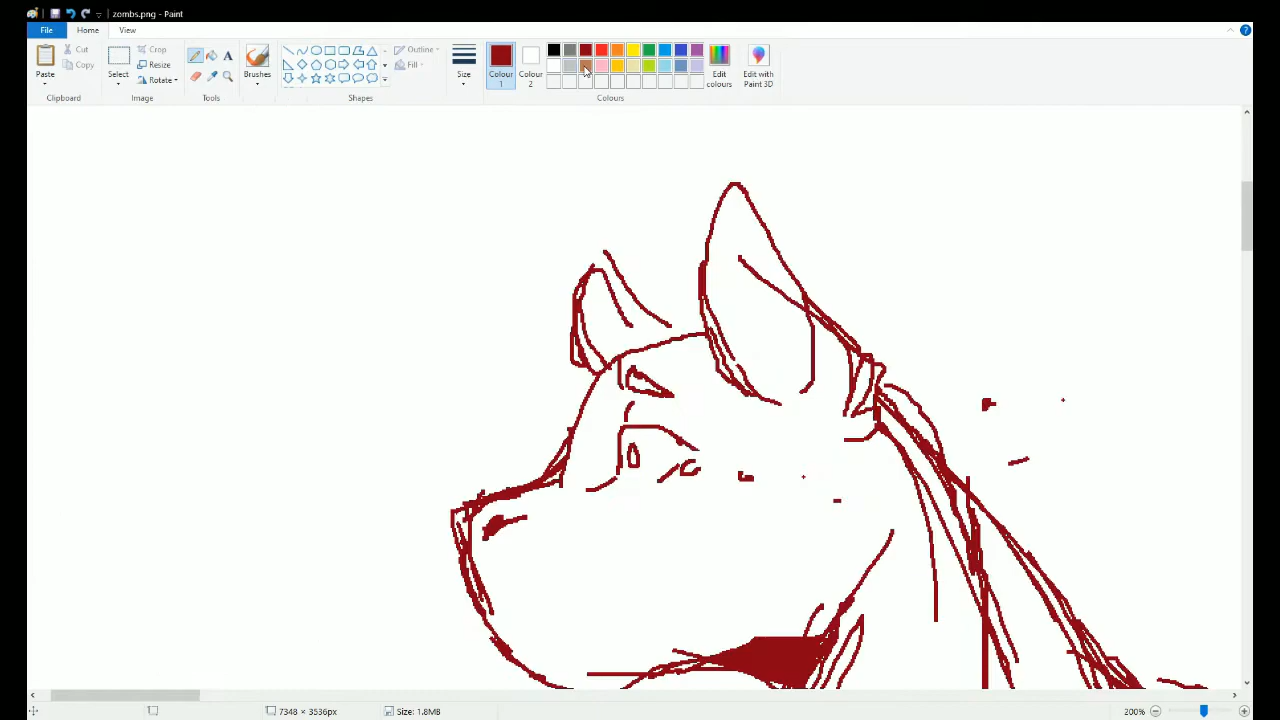 zombs.png - Paint
File
Home
View
Paste
Cut
Copy
Clipboard
Select
Crop
Resize
Rotate
Image
A
Tools
Brushes
Outline
Fill
Shapes
Size
Colour 1
Colour 2
Colours
Edit colours
Edit with Paint 3D
7348 × 3536px
Size: 1.8MB
200%